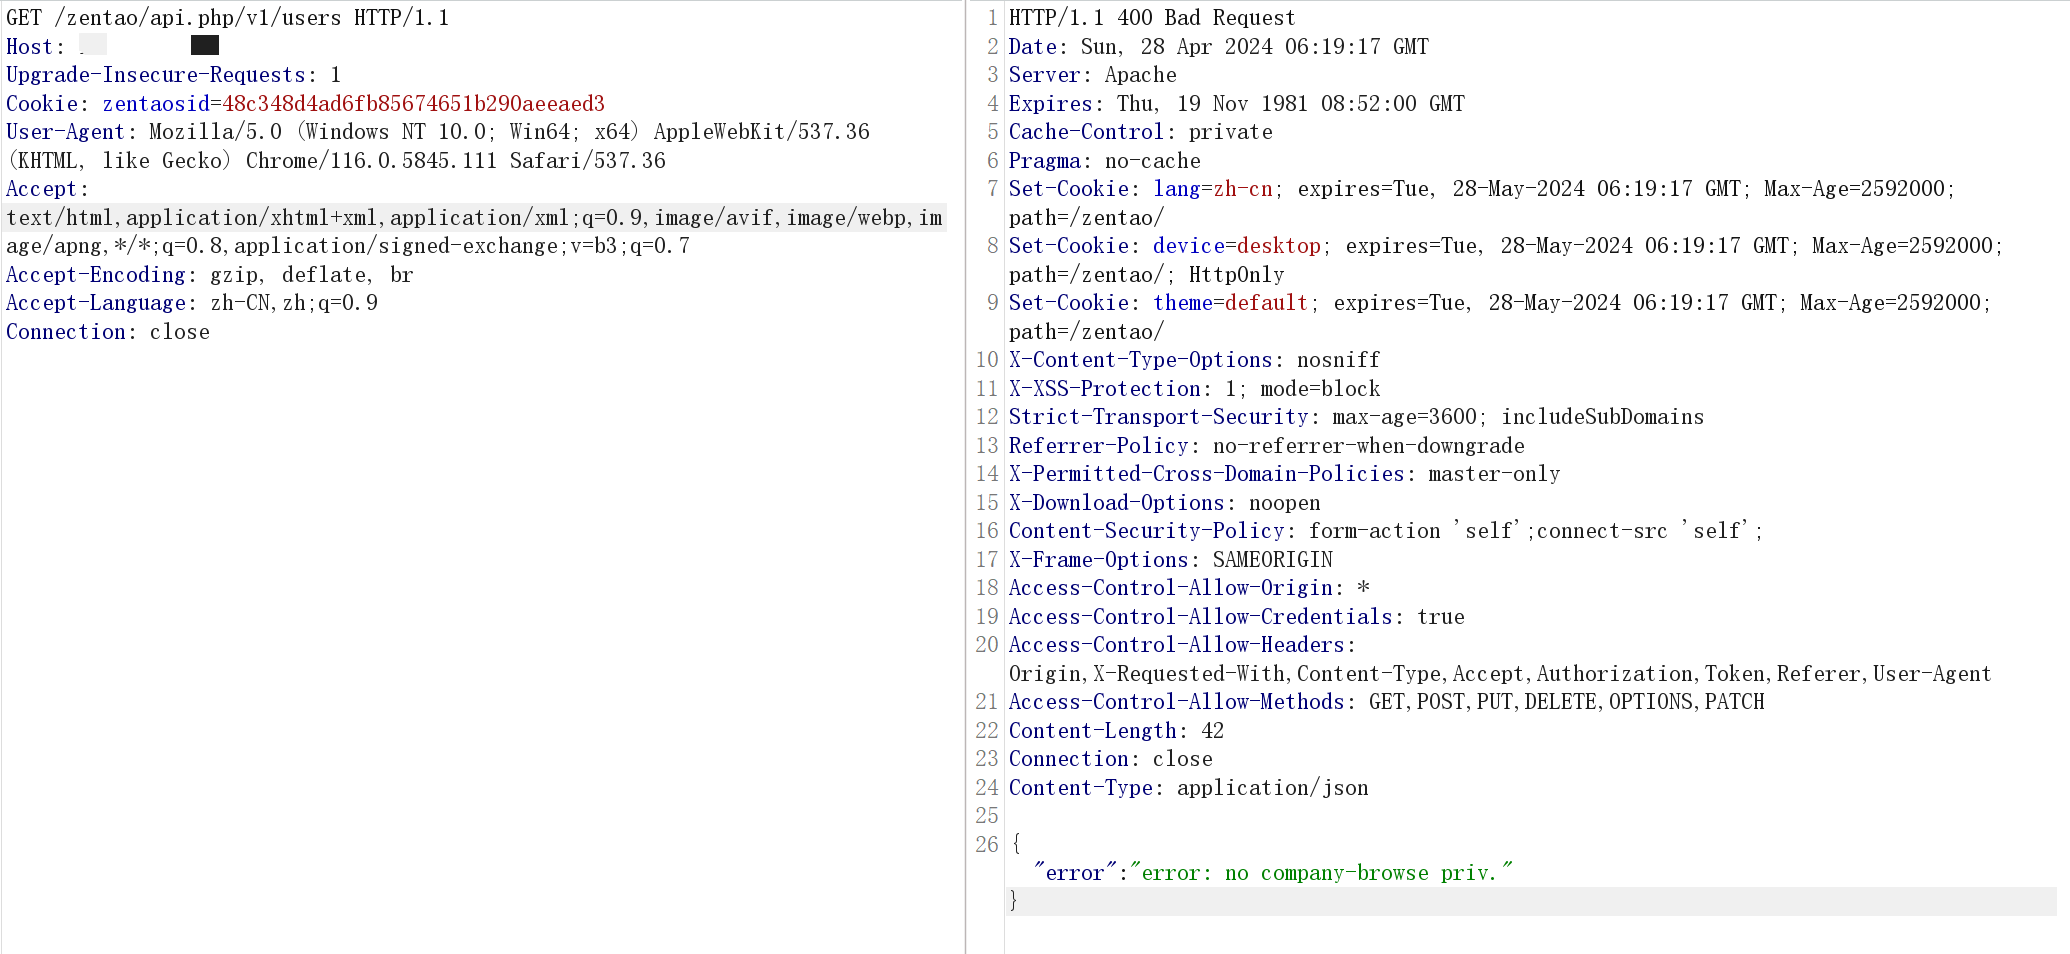 GET /zentao/api.php/v1/users HTTP/1.1
Host:
Upgrade-Insecure-Requests: 1
Cookie: zentaosid=48c348d4ad6fb85674651b290aeeaed3
User-Agent: Mozilla/5.0 (Windows NT 10.0; Win64; x64) AppleWebKit/537.36
(KHTML, like Gecko) Chrome/116.0.5845.111 Safari/537.36
Accept:
text/html,application/xhtml+xml,application/xml;q=0.9,image/avif,image/webp,im
age/apng,*/*;q=0.8,application/signed-exchange;v=b3;q=0.7
Accept-Encoding: gzip, deflate, br
Accept-Language: zh-CN,zh;q=0.9
Connection: close
1 HTTP/1.1 400 Bad Request
2 Date: Sun, 28 Apr 2024 06:19:17 GMT
3 Server: Apache
4 Expires: Thu, 19 Nov 1981 08:52:00 GMT
5 Cache-Control: private
6 Pragma: no-cache
7 Set-Cookie: lang=zh-cn; expires=Tue, 28-May-2024 06:19:17 GMT; Max-Age=2592000;
path=/zentao/
8 Set-Cookie: device=desktop; expires=Tue, 28-May-2024 06:19:17 GMT; Max-Age=2592000;
path=/zentao/; HttpOnly
9 Set-Cookie: theme=default; expires=Tue, 28-May-2024 06:19:17 GMT; Max-Age=2592000;
path=/zentao/
10 X-Content-Type-Options: nosniff
11 X-XSS-Protection: 1; mode=block
12 Strict-Transport-Security: max-age=3600; includeSubDomains
13 Referrer-Policy: no-referrer-when-downgrade
14 X-Permitted-Cross-Domain-Policies: master-only
15 X-Download-Options: noopen
16 Content-Security-Policy: form-action 'self';connect-src 'self';
17 X-Frame-Options: SAMEORIGIN
18 Access-Control-Allow-Origin: *
19 Access-Control-Allow-Credentials: true
20 Access-Control-Allow-Headers:
Origin,X-Requested-With,Content-Type,Accept,Authorization,Token,Referer,User-Agent
21 Access-Control-Allow-Methods: GET,POST,PUT,DELETE,OPTIONS,PATCH
22 Content-Length: 42
23 Connection: close
24 Content-Type: application/json
25
26 {
"error":"error: no company-browse priv."
}